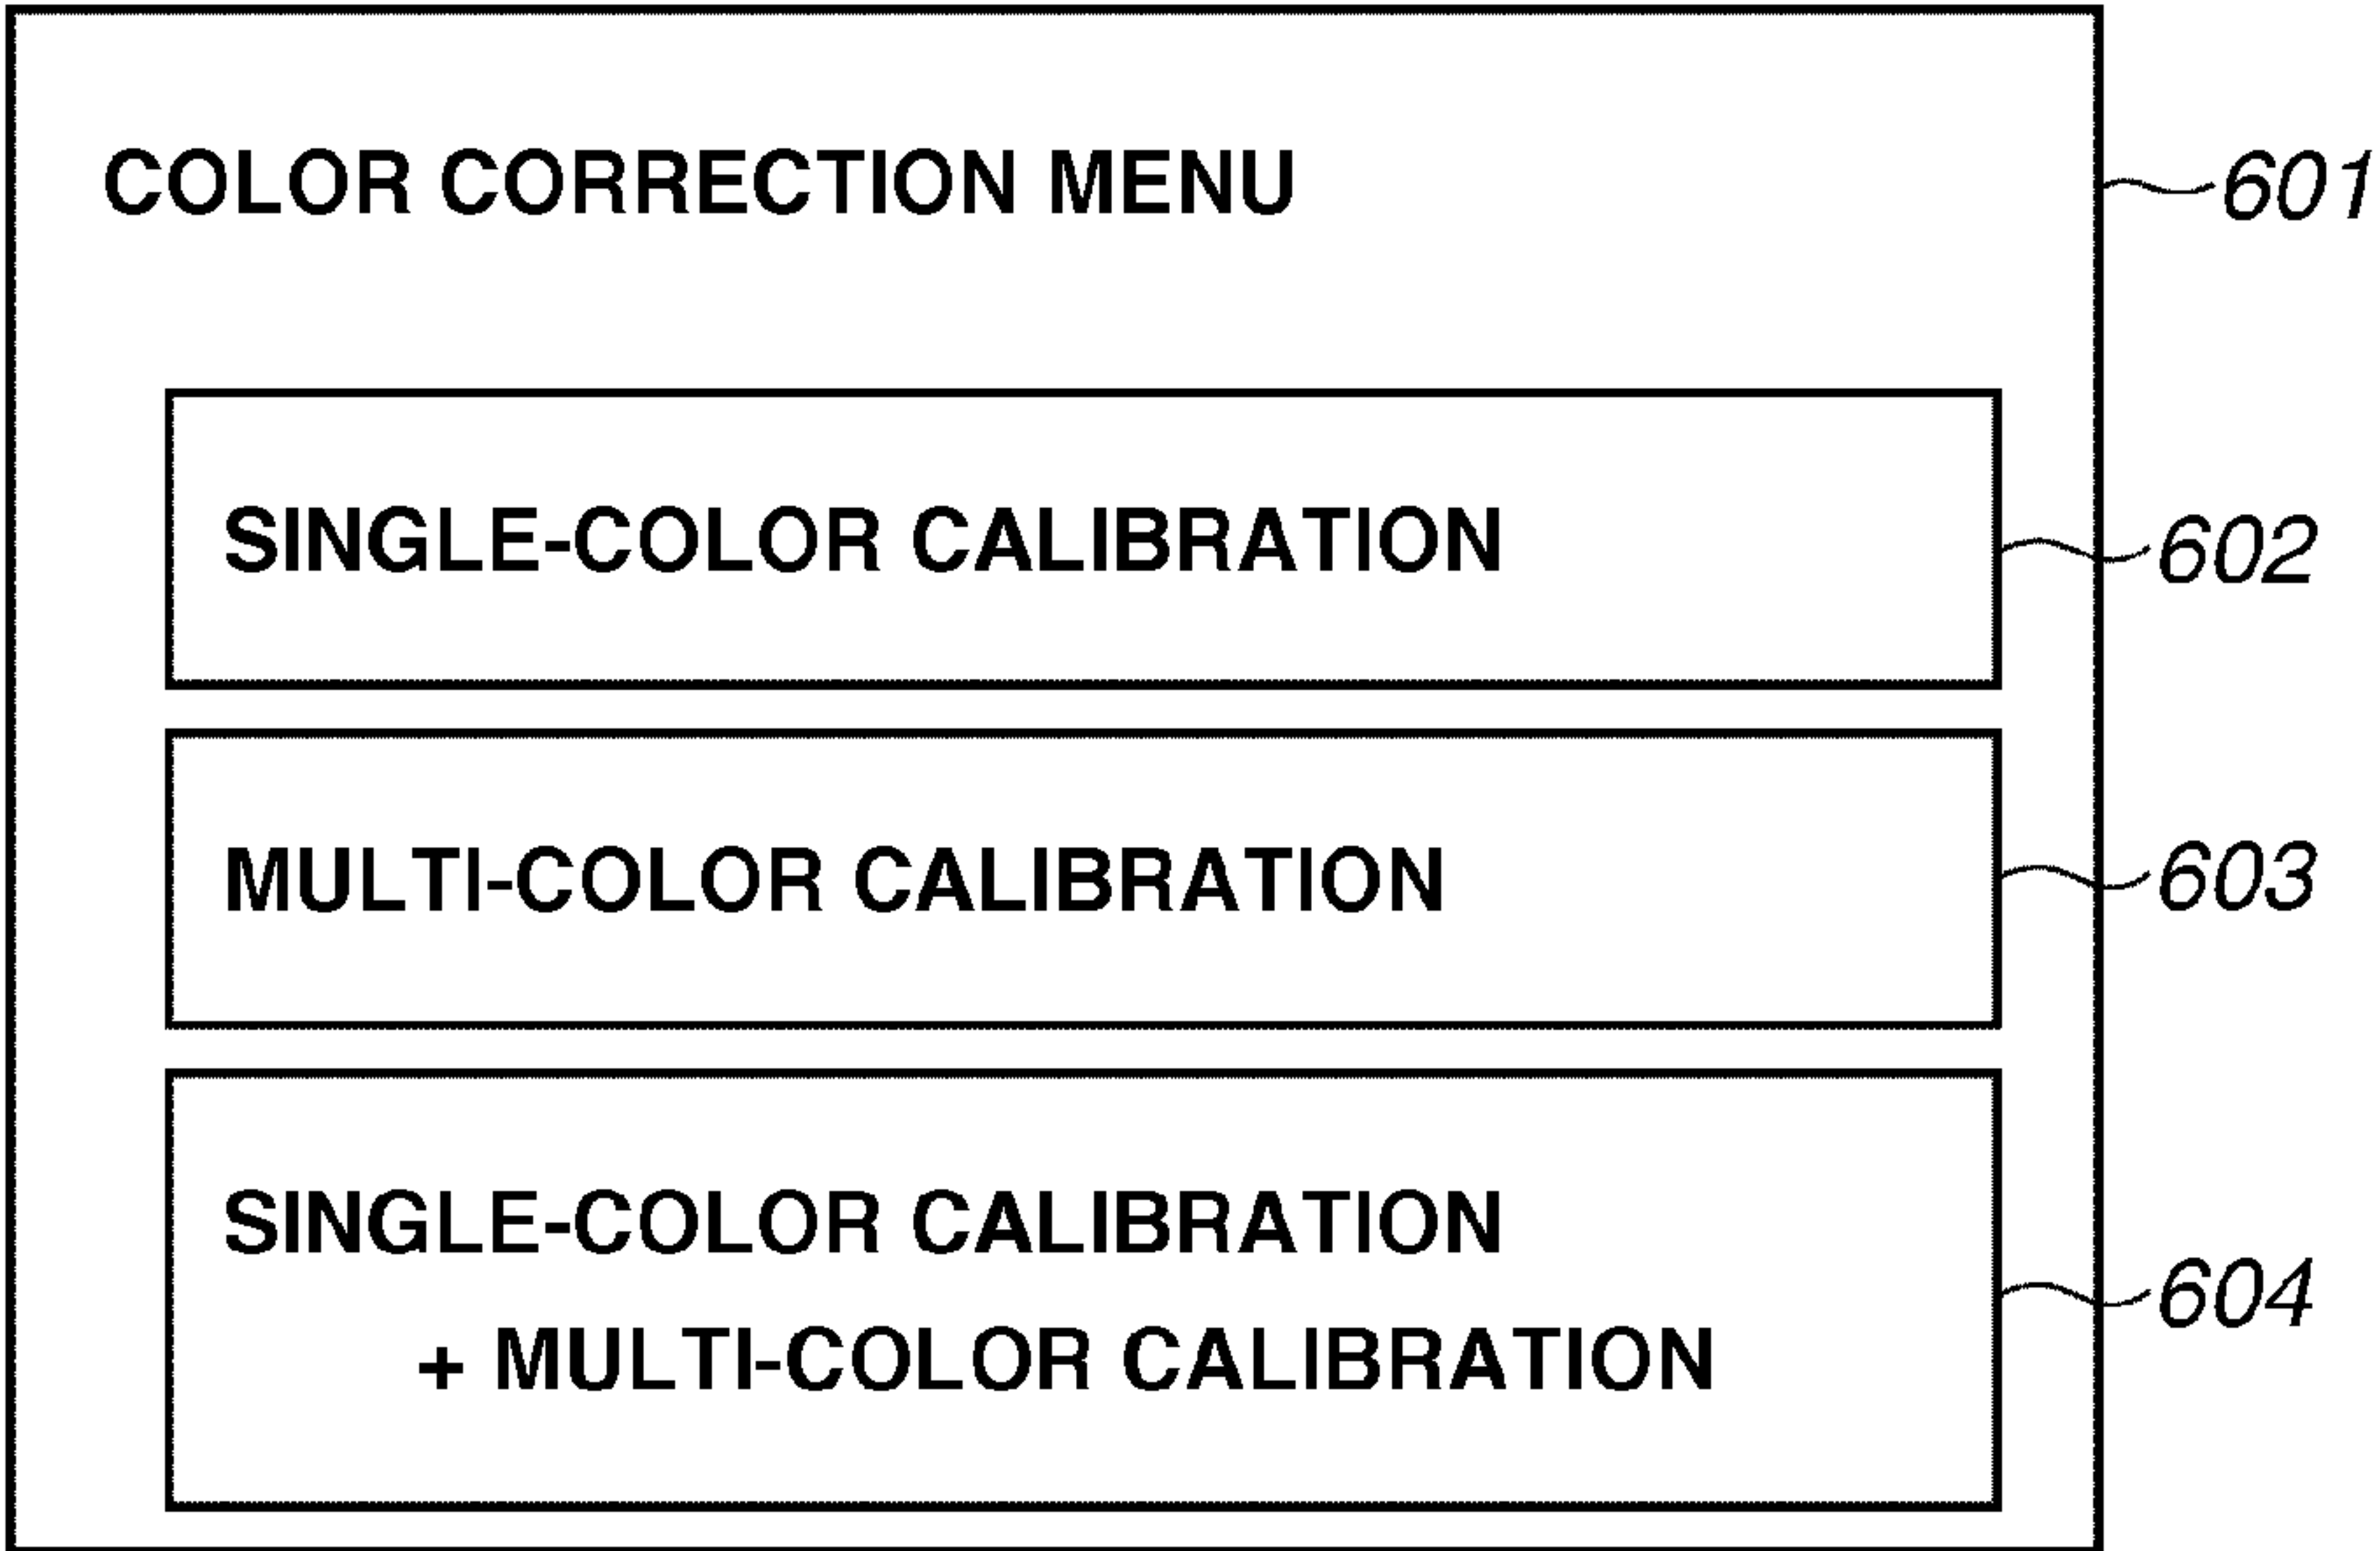 COLOR CORRECTION MENU
601
SINGLE-COLOR CALIBRATION
602
MULTI-COLOR CALIBRATION
603
SINGLE-COLOR CALIBRATION
+ MULTI-COLOR CALIBRATION
604